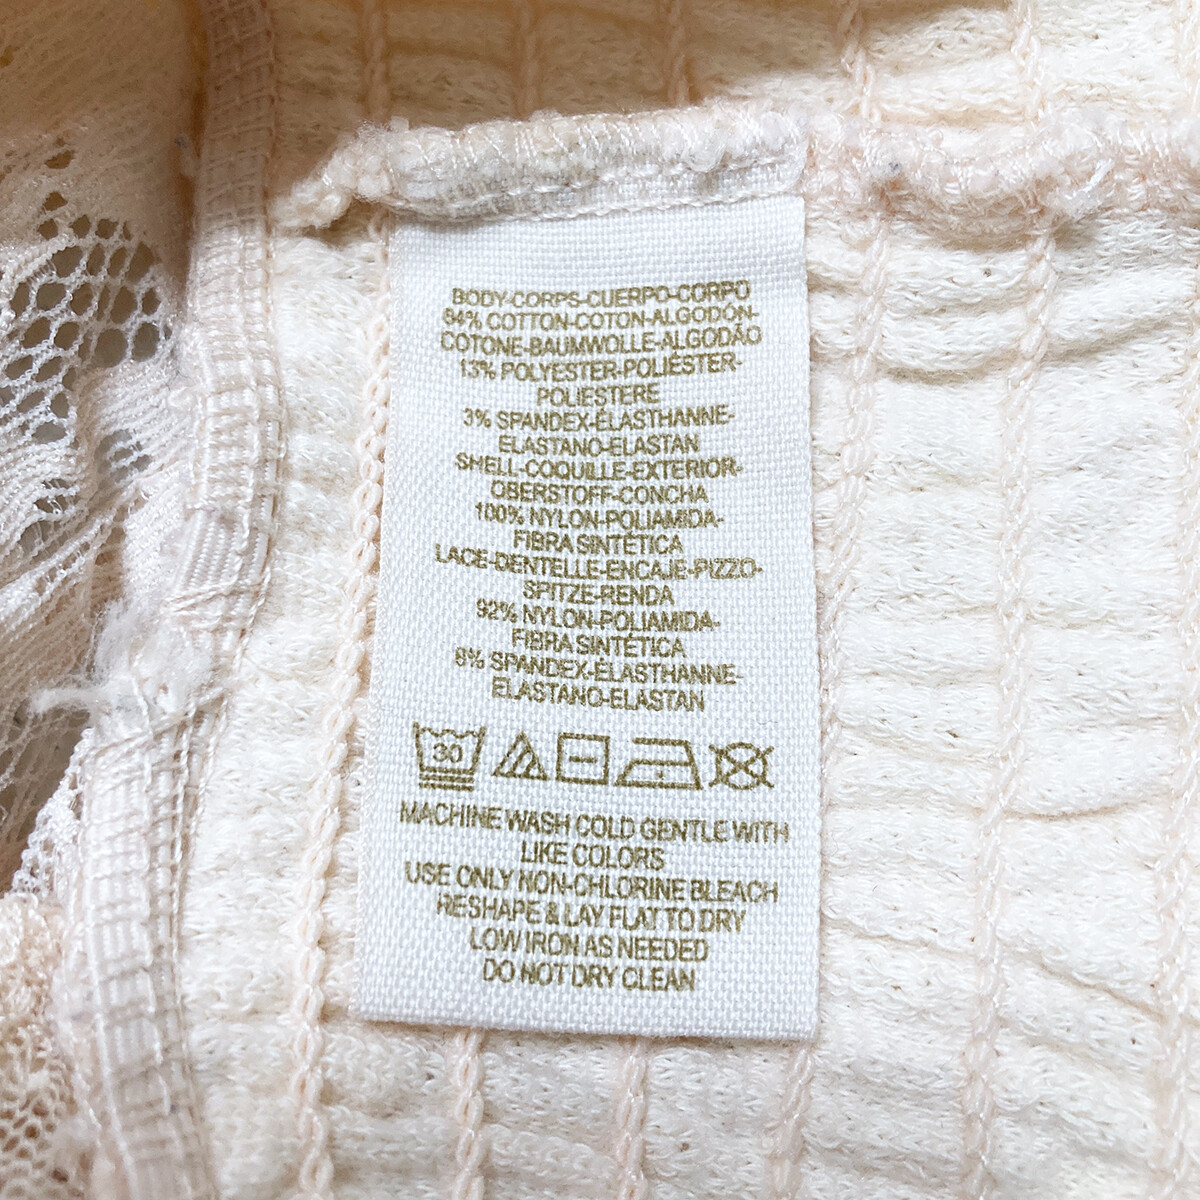 BODY-CORPS-CUERPO-CORPO
84% COTTON-COTON-ALGODÓN-
COTONE-BAUMWOLLE-ALGODÃO
13% POLYESTER-POLIÉSTER-
POLIESTERE
3% SPANDEX-ÉLASTHANNE-
ELASTANO-ELASTAN
SHELL-COQUILLE-EXTERIOR-
OBERSTOFF-CONCHA
100% NYLON-POLIAMIDA-
FIBRA SINTÉTICA
LACE-DENTELLE-ENCAJE-PIZZO-
SPITZE-RENDA
92% NYLON-POLIAMIDA-
FIBRA SINTÉTICA
8% SPANDEX-ÉLASTHANNE-
ELASTANO-ELASTAN
30
MACHINE WASH COLD GENTLE WITH
LIKE COLORS
USE ONLY NON-CHLORINE BLEACH
RESHAPE & LAY FLAT TO DRY
LOW IRON AS NEEDED
DO NOT DRY CLEAN